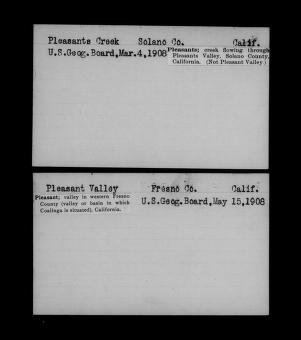 Pleasants Creek Solano Co. Calif.
U.S.Geog.Board,Mar.4,1908
Pleasants; creek flowing through
Pleasants Valley, Solano County,
California. (Not Pleasant Valley.)
Pleasant Valley Fresno Co. Calif.
Pleasant; valley in western Fresno
County (valley or basin in which
Coalinga is situated), California.
U.S.Geog.Board,May 15,1908